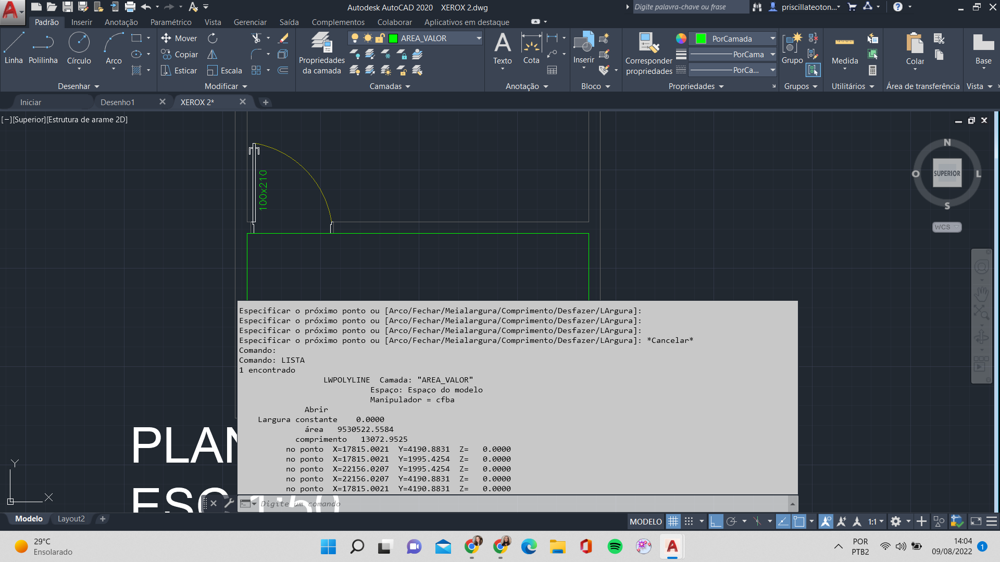 Autodesk AutoCAD 2020 XEROX 2.dwg
Digite palavra-chave ou frase
priscillateoton...
Padrão Inserir Anotação Paramétrico Vista Gerenciar Saída Complementos Colaborar Aplicativos em destaque
Linha Polilinha Círculo Arco
Mover
Copiar
Esticar Escala
Propriedades da camada
AREA_VALOR
Texto Cota
Inserir
Corresponder propriedades
PorCamada
PorCama
PorCa...
Grupo
Medida
Colar
Base
Desenhar Modificar Camadas Anotação Bloco Propriedades Grupos Utilitários Área de transferência Vista
Iniciar Desenho1 XEROX 2*
[−][Superior][Estrutura de arame 2D]
N
O SUPERIOR L
S
WCS
100x210
Especificar o próximo ponto ou [Arco/Fechar/Meialargura/Comprimento/Desfazer/LArgura]:
Especificar o próximo ponto ou [Arco/Fechar/Meialargura/Comprimento/Desfazer/LArgura]:
Especificar o próximo ponto ou [Arco/Fechar/Meialargura/Comprimento/Desfazer/LArgura]:
Especificar o próximo ponto ou [Arco/Fechar/Meialargura/Comprimento/Desfazer/LArgura]: *Cancelar*
Comando:
Comando: LISTA
1 encontrado
LWPOLYLINE Camada: "AREA_VALOR"
Espaço: Espaço do modelo
Manipulador = cfba
Abrir
Largura constante 0.0000
área 9530522.5584
comprimento 13072.9525
no ponto X=17815.0021 Y=4190.8831 Z= 0.0000
no ponto X=17815.0021 Y=1995.4254 Z= 0.0000
no ponto X=22156.0207 Y=1995.4254 Z= 0.0000
no ponto X=22156.0207 Y=4190.8831 Z= 0.0000
no ponto X=17815.0021 Y=4190.8831 Z= 0.0000
PLAN
ESC 1:50
Y
X
Digite um comando
Modelo Layout2
MODELO
1:1
29°C
Ensolarado
POR
PTB2
14:04
09/08/2022
1